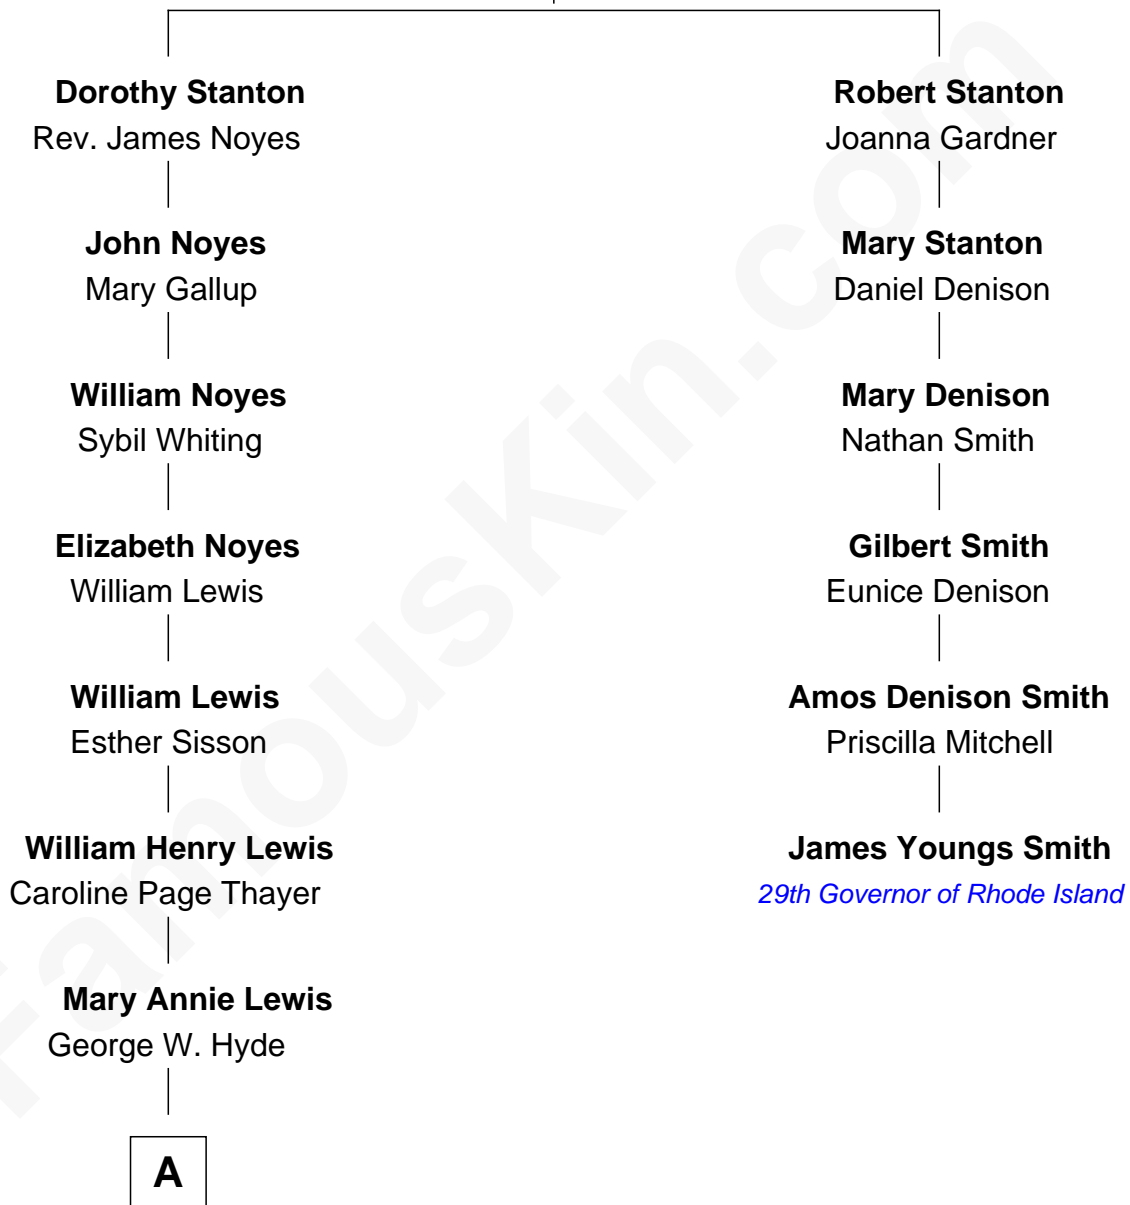 Dorothy Stanton
Rev. James Noyes
Robert Stanton
Joanna Gardner
John Noyes
Mary Gallup
Mary Stanton
Daniel Denison
William Noyes
Sybil Whiting
Mary Denison
Nathan Smith
Elizabeth Noyes
William Lewis
Gilbert Smith
Eunice Denison
William Lewis
Esther Sisson
Amos Denison Smith
Priscilla Mitchell
William Henry Lewis
Caroline Page Thayer
James Youngs Smith
29th Governor of Rhode Island
Mary Annie Lewis
George W. Hyde
A
FamousKin.com